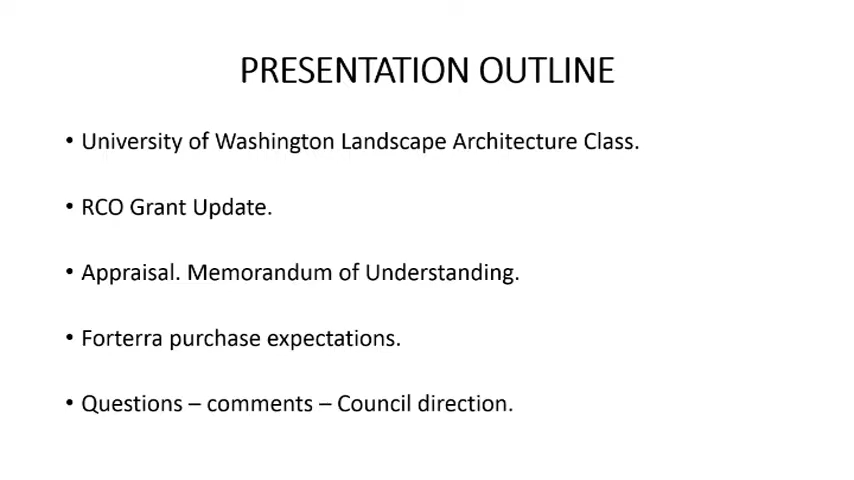 PRESENTATION OUTLINE
• University of Washington Landscape Architecture Class.
• RCO Grant Update.
• Appraisal. Memorandum of Understanding.
• Forterra purchase expectations.
• Questions – comments – Council direction.